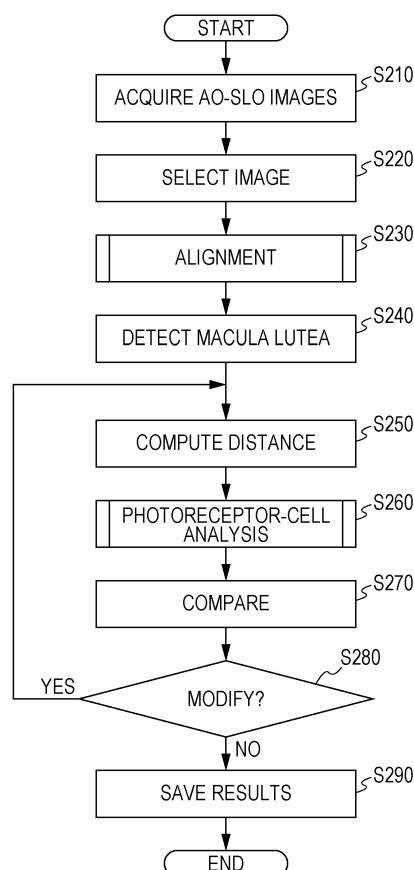 START
S210
ACQUIRE AO-SLO IMAGES
S220
SELECT IMAGE
S230
ALIGNMENT
S240
DETECT MACULA LUTEA
S250
COMPUTE DISTANCE
S260
PHOTORECEPTOR-CELL
ANALYSIS
S270
COMPARE
S280
YES
MODIFY?
NO
S290
SAVE RESULTS
END